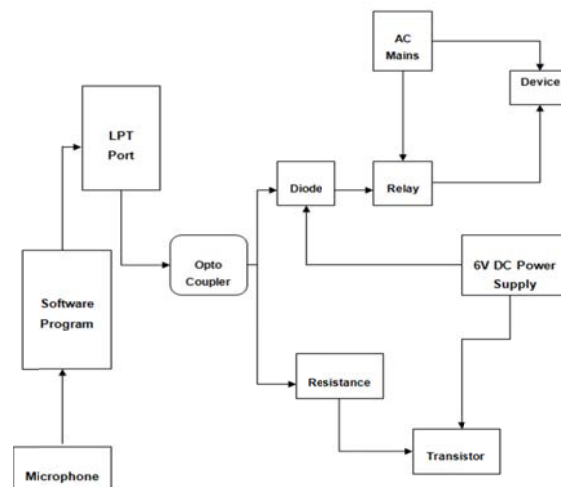 AC
Mains
Device
LPT
Port
Diode
Relay
Opto
Coupler
6V DC Power
Supply
Software
Program
Resistance
Transistor
Microphone